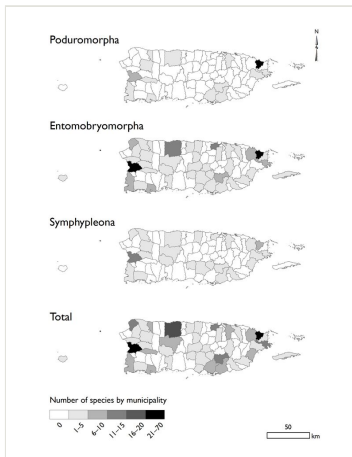 N
Poduromorpha
Entomobryomorpha
Symphypleona
Total
Number of species by municipality
0
1–5
6–10
11–15
16–20
21–70
50
km